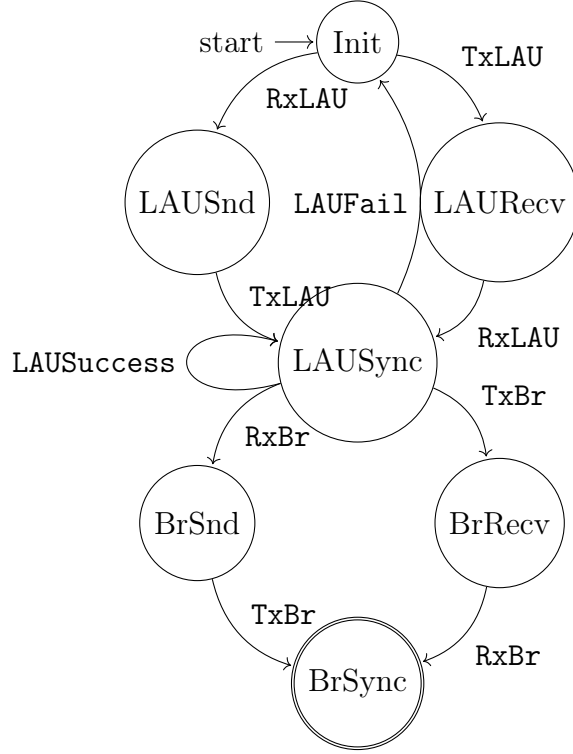 start
Init
TxLAU
RxLAU
LAUSnd
LAUFail
LAURecv
TxLAU
RxLAU
LAUSuccess
LAUSync
TxBr
RxBr
BrSnd
BrRecv
TxBr
RxBr
BrSync